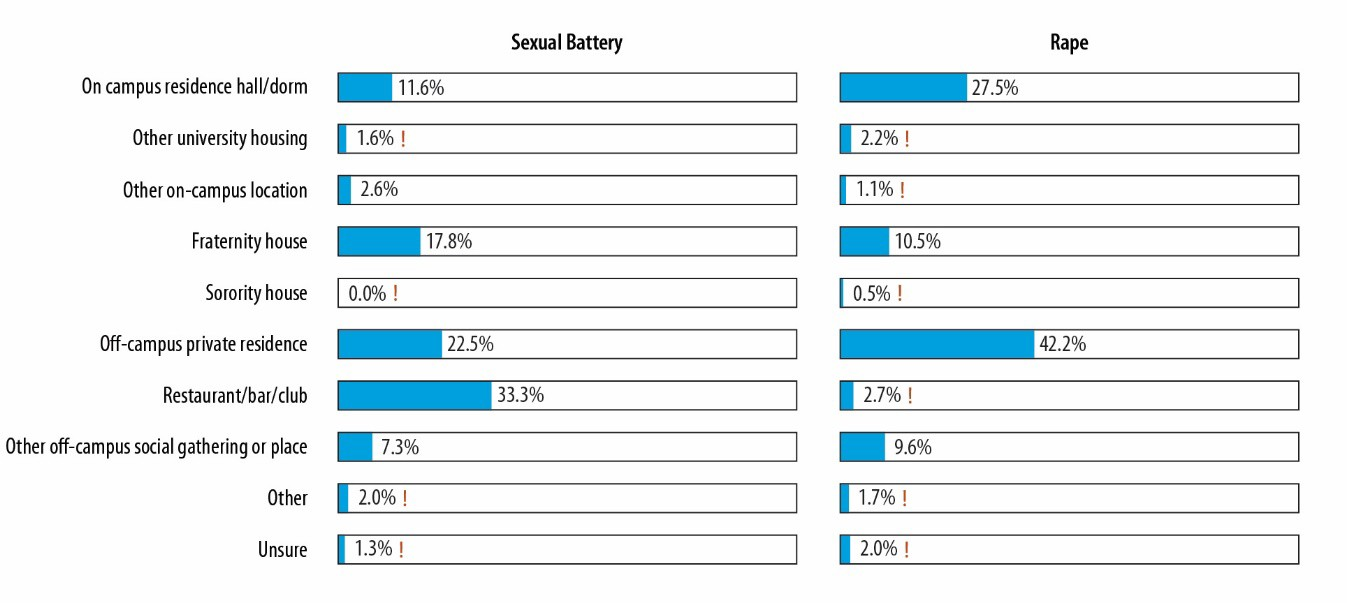 Sexual Battery Rape
On campus residence hall/dorm 11.6% 27.5%
Other university housing 1.6% ! 2.2% !
Other on-campus location 2.6% 1.1% !
Fraternity house 17.8% 10.5%
Sorority house 0.0% ! 0.5% !
Off-campus private residence 22.5% 42.2%
Restaurant/bar/club 33.3% 2.7% !
Other off-campus social gathering or place 7.3% 9.6%
Other 2.0% ! 1.7% !
Unsure 1.3% ! 2.0% !